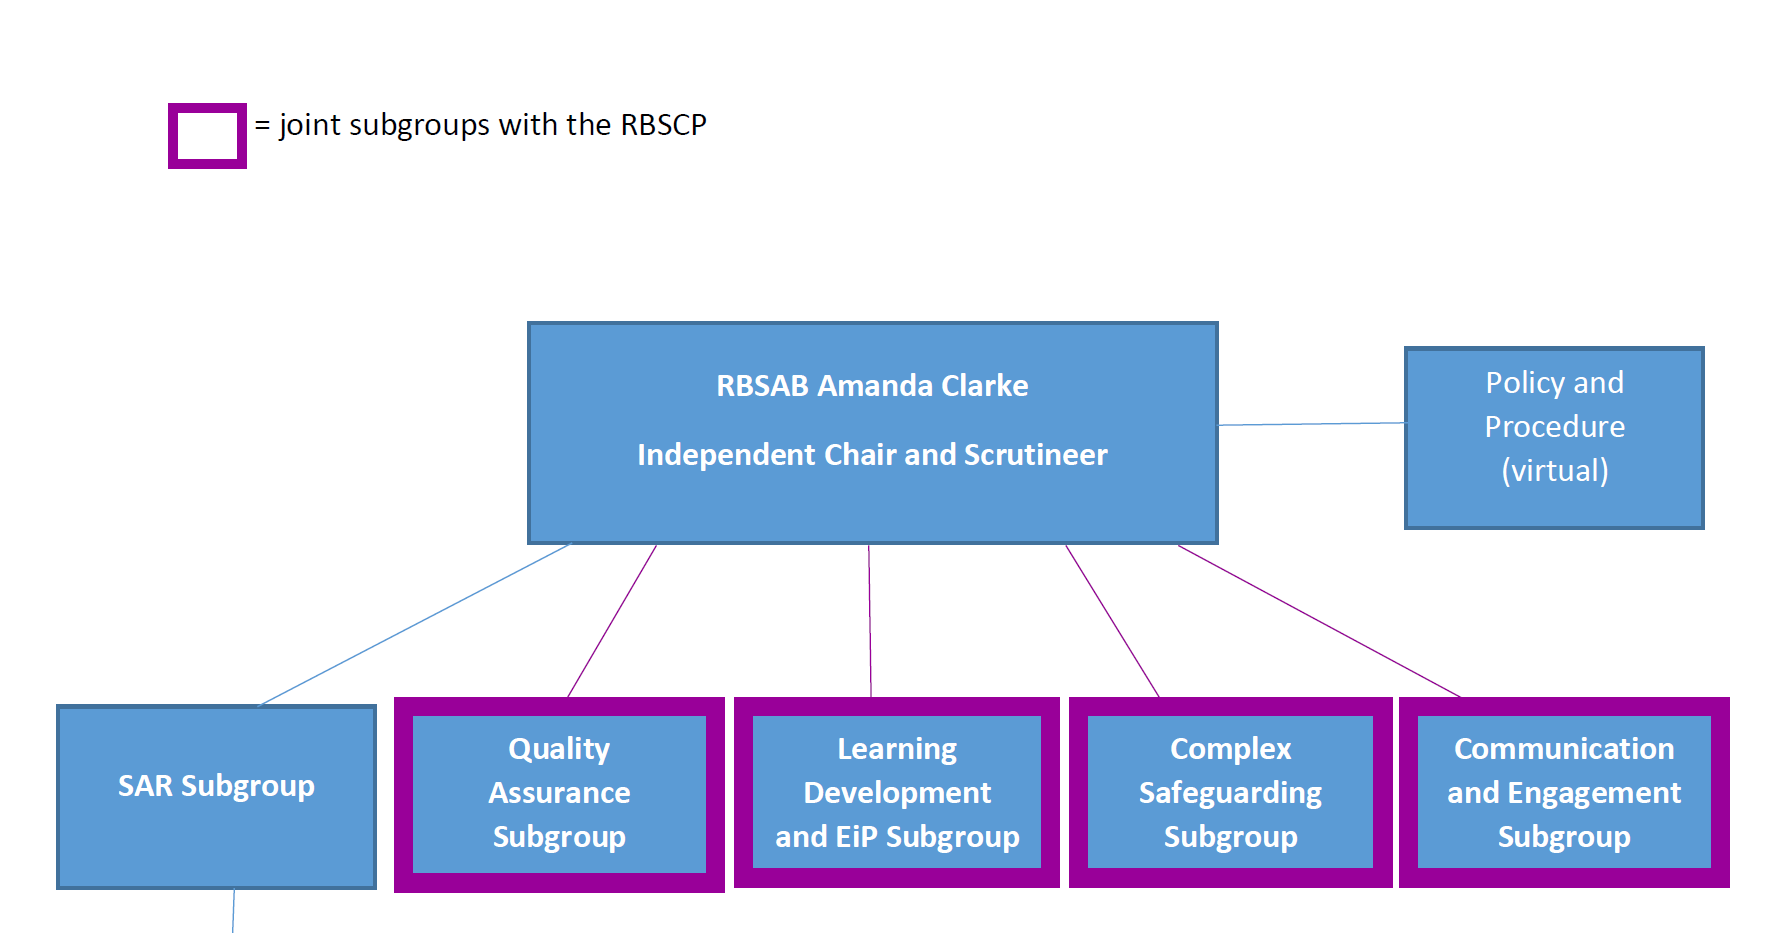 = joint subgroups with the RBSCP
RBSAB Amanda Clarke
Independent Chair and Scrutineer
Policy and
Procedure
(virtual)
SAR Subgroup
Quality
Assurance
Subgroup
Learning
Development
and EiP Subgroup
Complex
Safeguarding
Subgroup
Communication
and Engagement
Subgroup